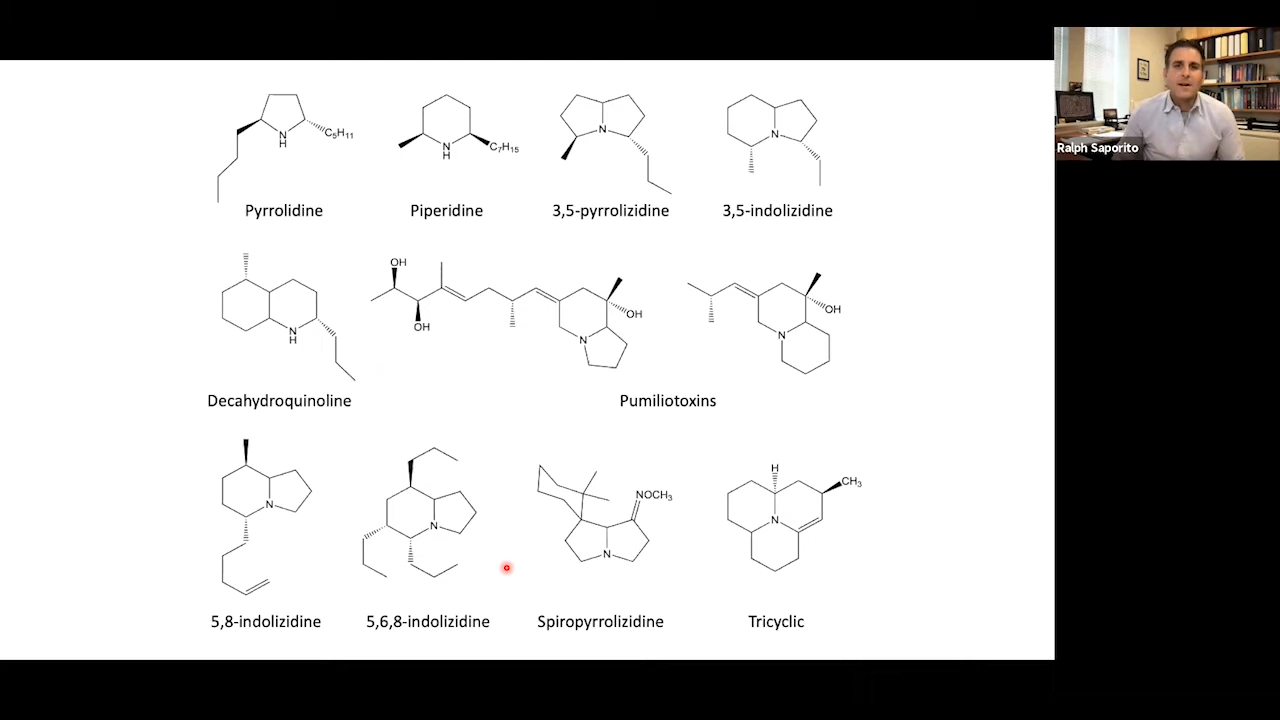 Ralph Saporito
C₅H₁₁
N
H
N
H
C₇H₁₅
N
N
Pyrrolidine
Piperidine
3,5-pyrrolizidine
3,5-indolizidine
N
H
OH
OH
OH
N
OH
N
Decahydroquinoline
Pumiliotoxins
N
N
NOCH₃
N
H
CH₃
N
5,8-indolizidine
5,6,8-indolizidine
Spiropyrrolizidine
Tricyclic